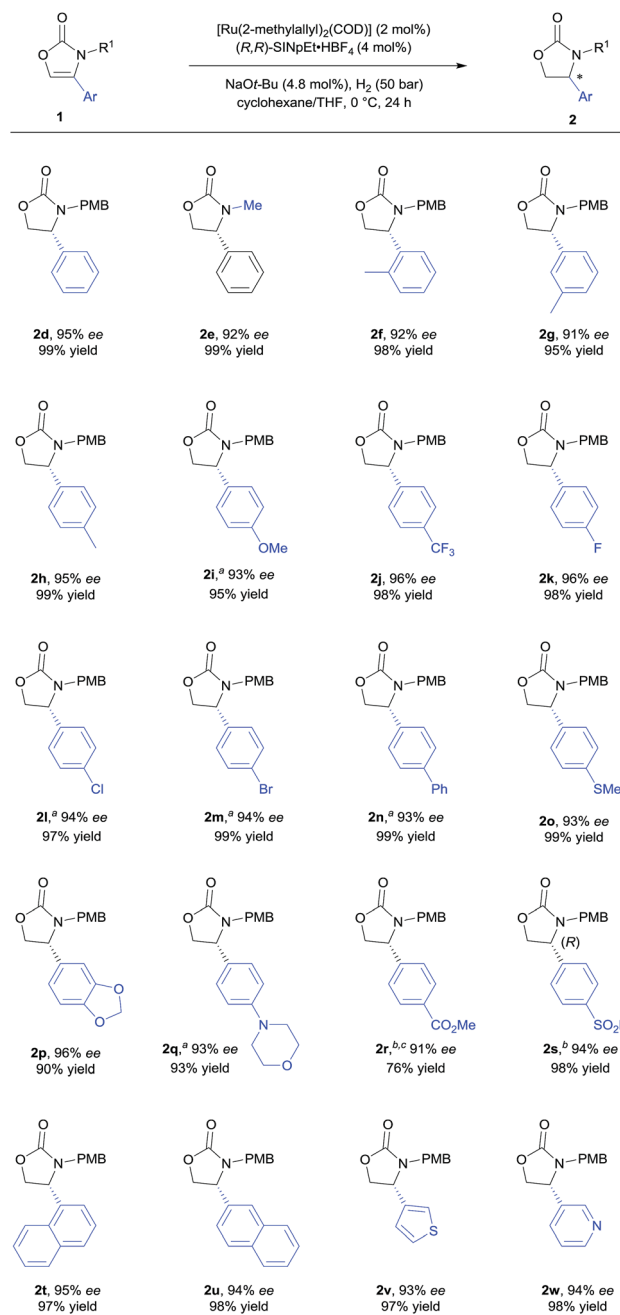 O
O
N
R¹
Ar
1
[Ru(2-methylallyl)₂(COD)] (2 mol%)
(R,R)-SINpEt•HBF₄ (4 mol%)
NaOt-Bu (4.8 mol%), H₂ (50 bar)
cyclohexane/THF, 0 °C, 24 h
O
O
N
R¹
*
Ar
2
O
O
N
PMB
2d, 95% ee
99% yield
O
O
N
Me
2e, 92% ee
99% yield
O
O
N
PMB
2f, 92% ee
98% yield
O
O
N
PMB
2g, 91% ee
95% yield
O
O
N
PMB
2h, 95% ee
99% yield
O
O
N
PMB
OMe
2i,ᵃ 93% ee
95% yield
O
O
N
PMB
CF₃
2j, 96% ee
98% yield
O
O
N
PMB
F
2k, 96% ee
98% yield
O
O
N
PMB
Cl
2l,ᵃ 94% ee
97% yield
O
O
N
PMB
Br
2m,ᵃ 94% ee
99% yield
O
O
N
PMB
Ph
2n,ᵃ 93% ee
99% yield
O
O
N
PMB
SMe
2o, 93% ee
99% yield
O
O
N
PMB
O
O
2p, 96% ee
90% yield
O
O
N
PMB
N
O
2q,ᵃ 93% ee
93% yield
O
O
N
PMB
CO₂Me
2r,ᵇ,ᶜ 91% ee
76% yield
O
O
N
PMB
(R)
2s,ᵇ 94% ee
98% yield
O
O
N
PMB
2t, 95% ee
97% yield
O
O
N
PMB
2u, 94% ee
98% yield
O
O
N
PMB
S
2v, 93% ee
97% yield
O
O
N
PMB
N
2w, 94% ee
98% yield